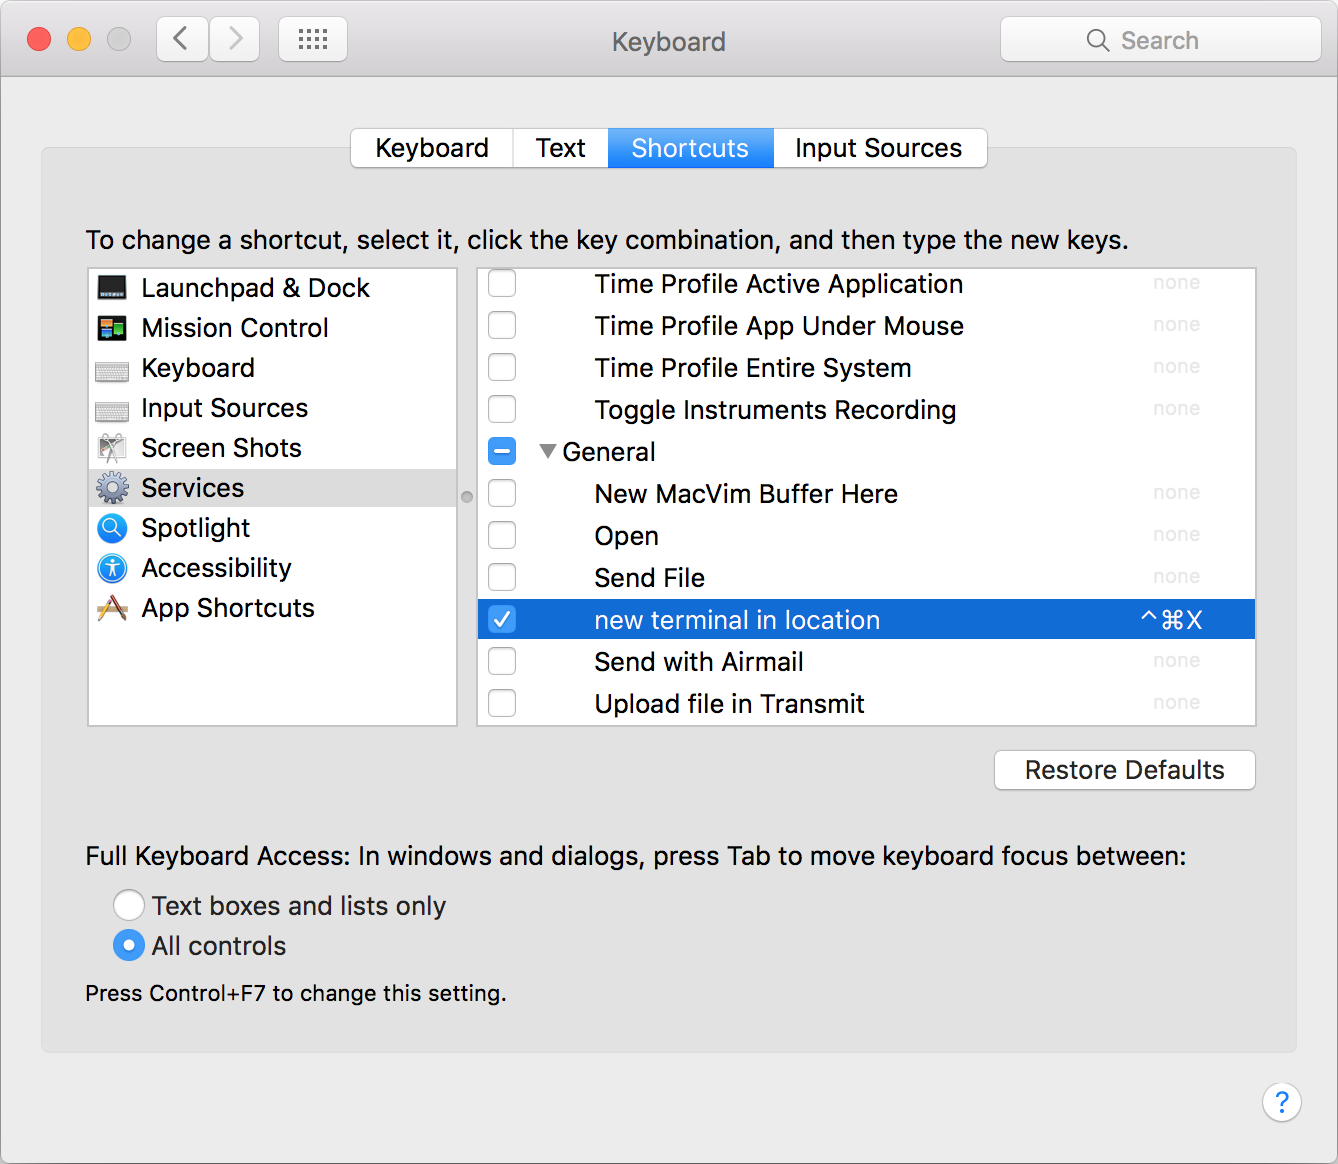 Keyboard
Search
Keyboard Text Shortcuts Input Sources
To change a shortcut, select it, click the key combination, and then type the new keys.
Launchpad & Dock
Mission Control
Keyboard
Input Sources
Screen Shots
Services
Spotlight
Accessibility
App Shortcuts
Time Profile Active Application none
Time Profile App Under Mouse none
Time Profile Entire System none
Toggle Instruments Recording none
General
New MacVim Buffer Here none
Open none
Send File none
new terminal in location ^⌘X
Send with Airmail none
Upload file in Transmit none
Restore Defaults
Full Keyboard Access: In windows and dialogs, press Tab to move keyboard focus between:
Text boxes and lists only
All controls
Press Control+F7 to change this setting.
?